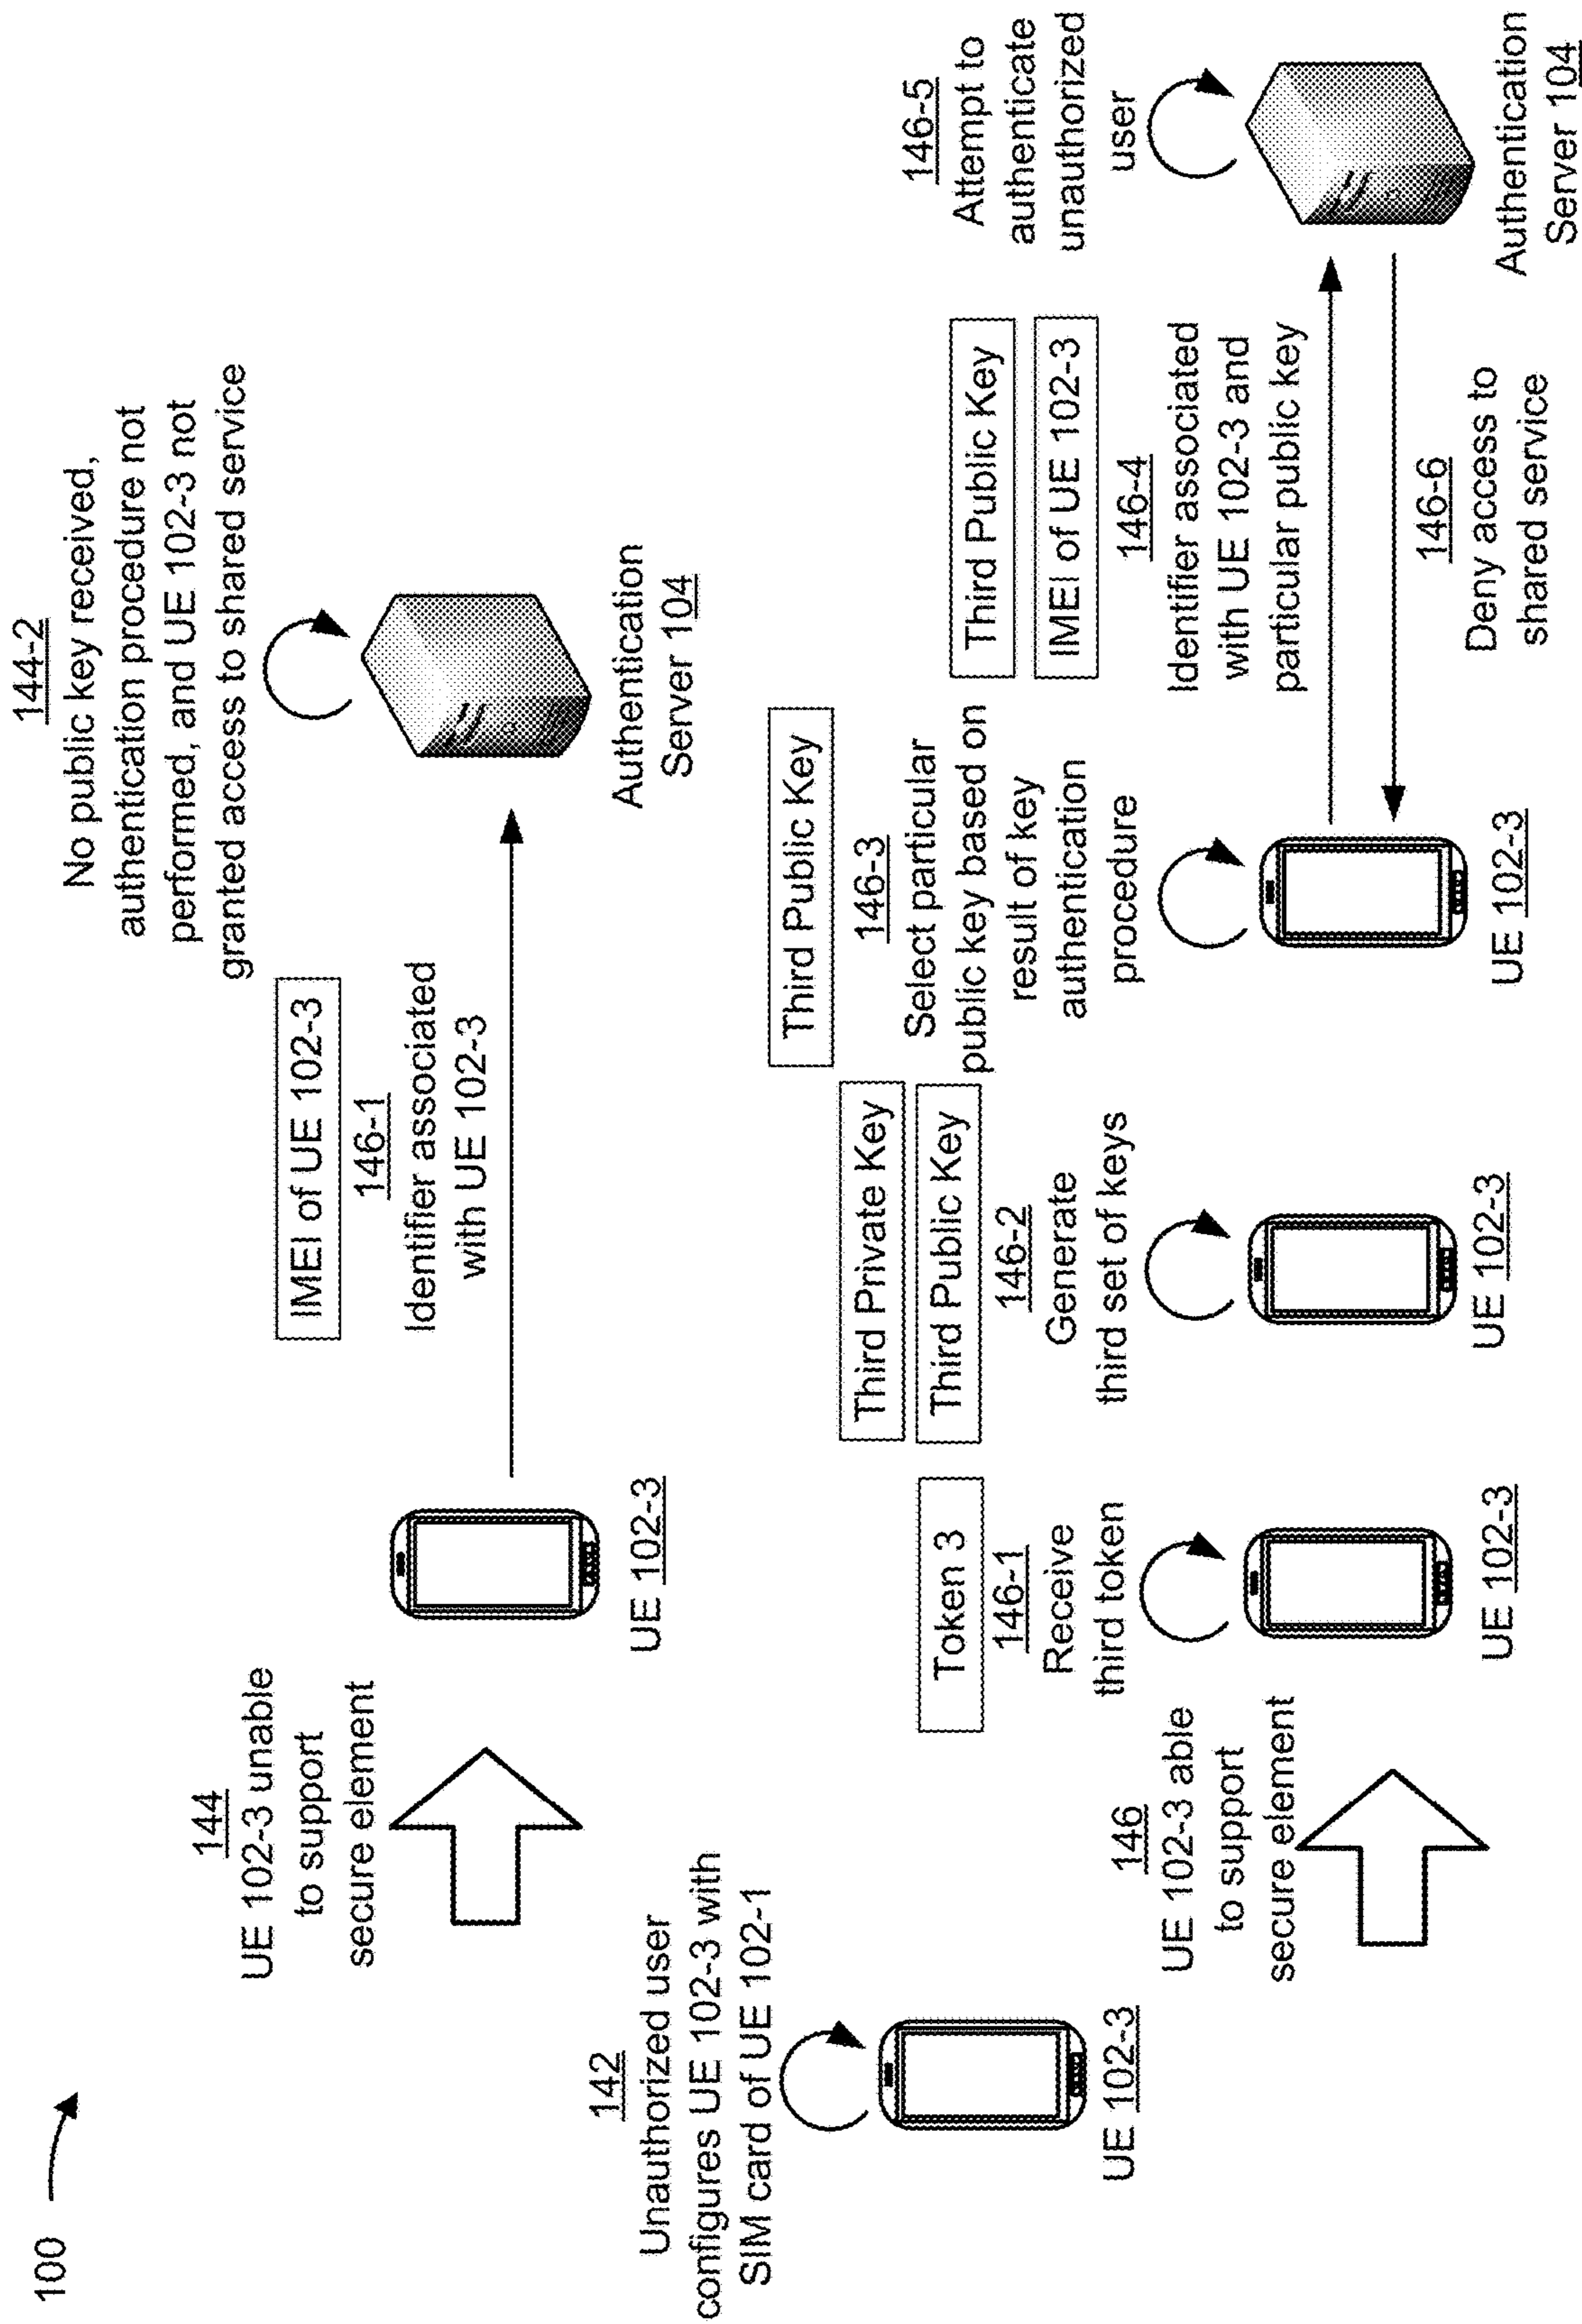 100
142
Unauthorized user
configures UE 102-3 with
SIM card of UE 102-1
UE 102-3
144
UE 102-3 unable
to support
secure element
UE 102-3
IMEI of UE 102-3
146-1
Identifier associated
with UE 102-3
144-2
No public key received,
authentication procedure not
performed, and UE 102-3 not
granted access to shared service
Authentication
Server 104
146
UE 102-3 able
to support
secure element
Token 3
146-1
Receive
third token
UE 102-3
Third Private Key
Third Public Key
146-2
Generate
third set of keys
UE 102-3
Third Public Key
146-3
Select particular
public key based on
result of key
authentication
procedure
UE 102-3
Third Public Key
IMEI of UE 102-3
146-4
Identifier associated
with UE 102-3 and
particular public key
146-6
Deny access to
shared service
146-5
Attempt to
authenticate
unauthorized
user
Authentication
Server 104